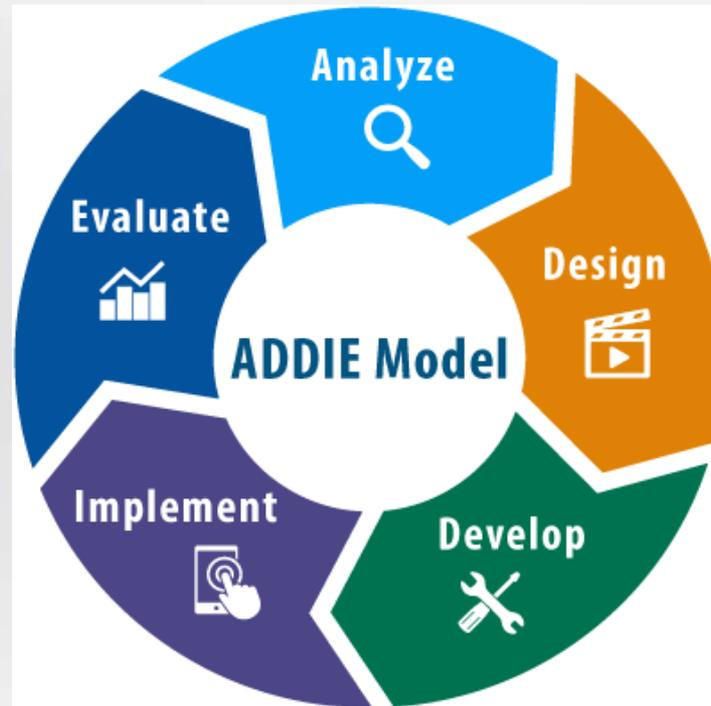 Analyze
Design
Develop
Implement
Evaluate
ADDIE Model